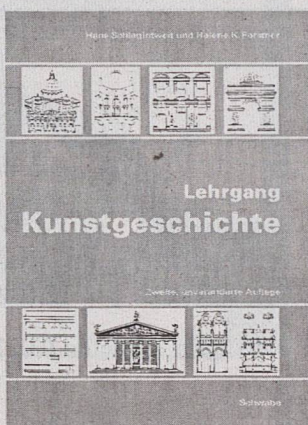 Hans Schlagintweit und Helene K. Forstner
Lehrgang
Kunstgeschichte
Zweite, unveränderte Auflage
Schwabe